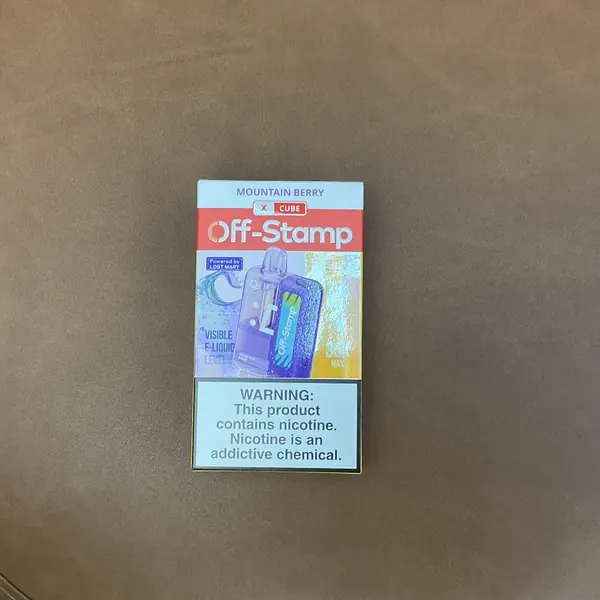 MOUNTAIN BERRY
X CUBE
Off-Stamp
Powered by
LOST MARY
VISIBLE
E-LIQUID
LEVEL
Off-Stamp
MAX
WARNING:
This product
contains nicotine.
Nicotine is an
addictive chemical.